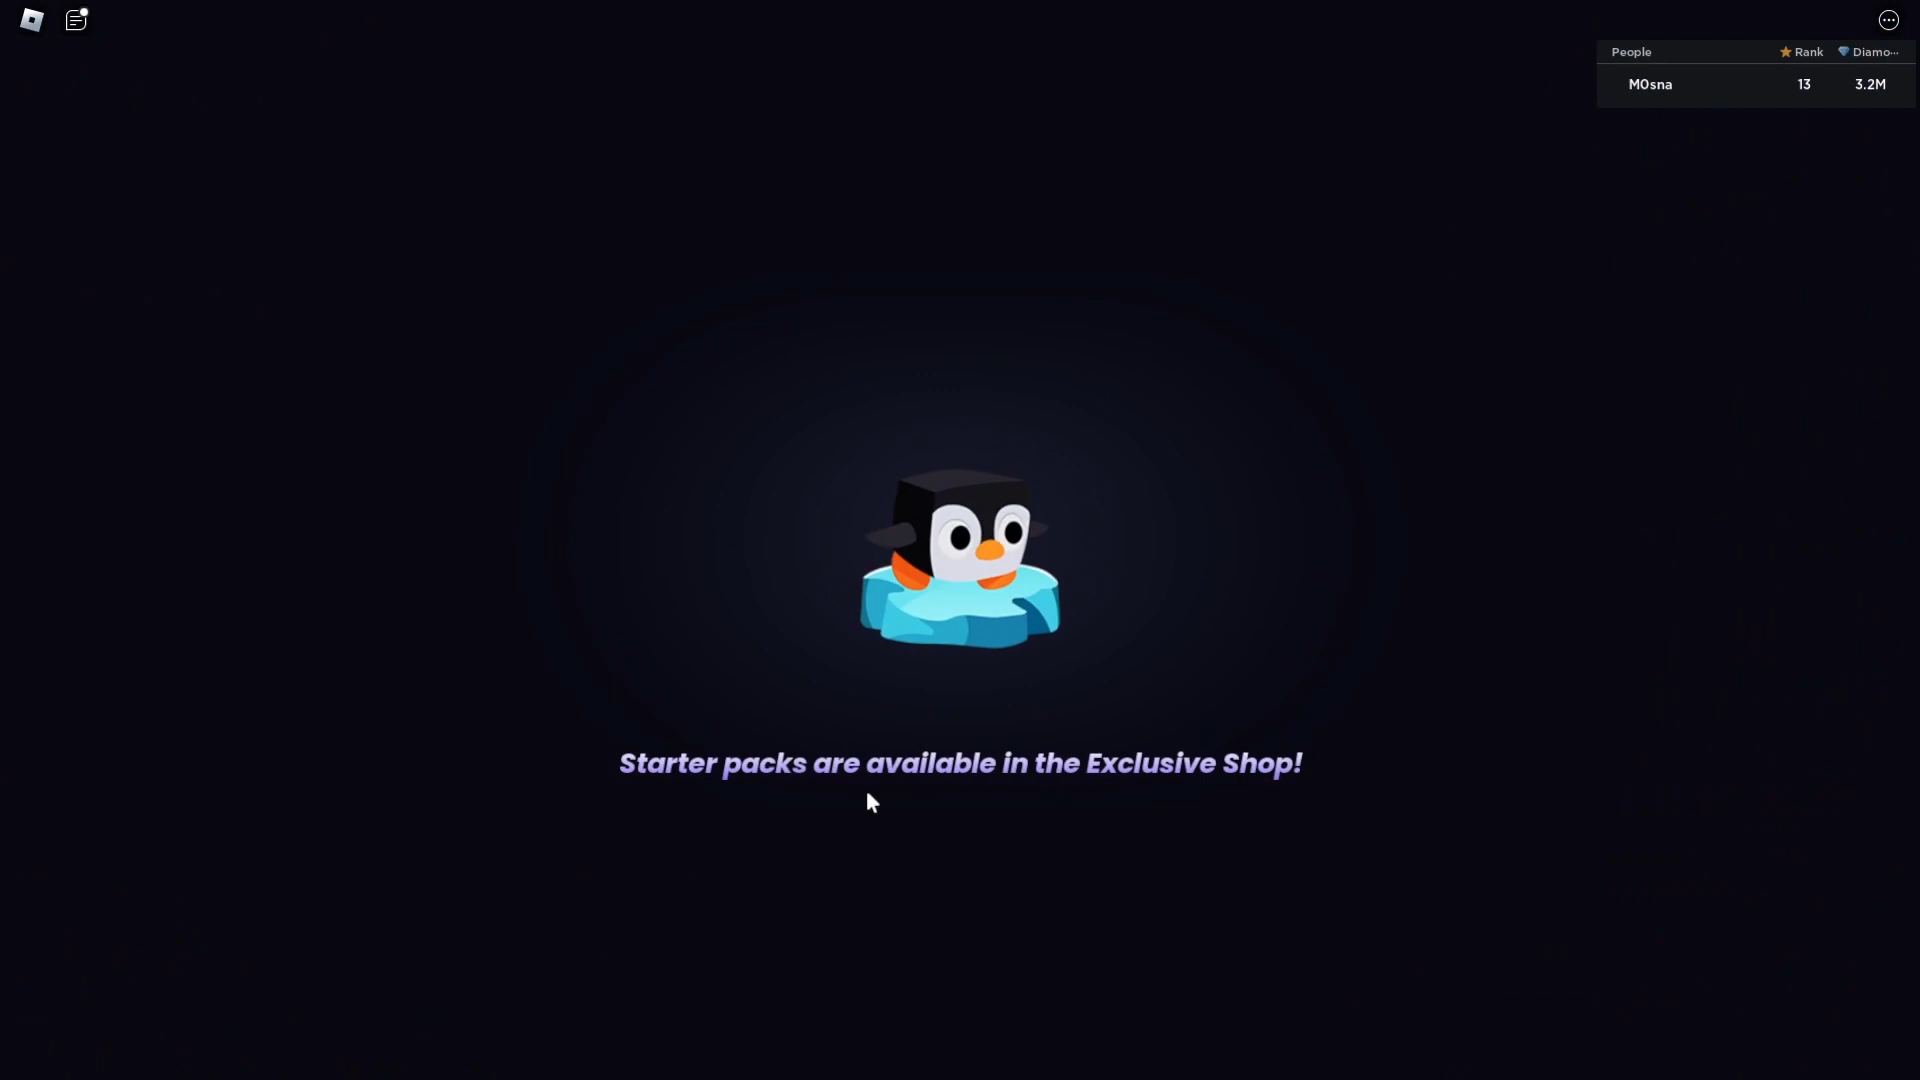 People Rank Diamo...
M0sna 13 3.2M
Starter packs are available in the Exclusive Shop!